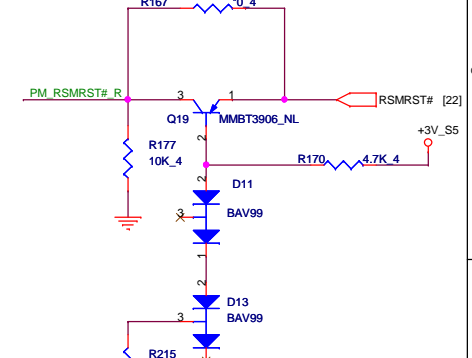 R167 *0_4
PM_RSMRST#_R 3 1 RSMRST# [22]
Q19 MMBT3906_NL
+3V_S5
R177
10K_4
2
R170 4.7K_4
2 D11
BAV99
3
1
2
D13
BAV99
3
R215